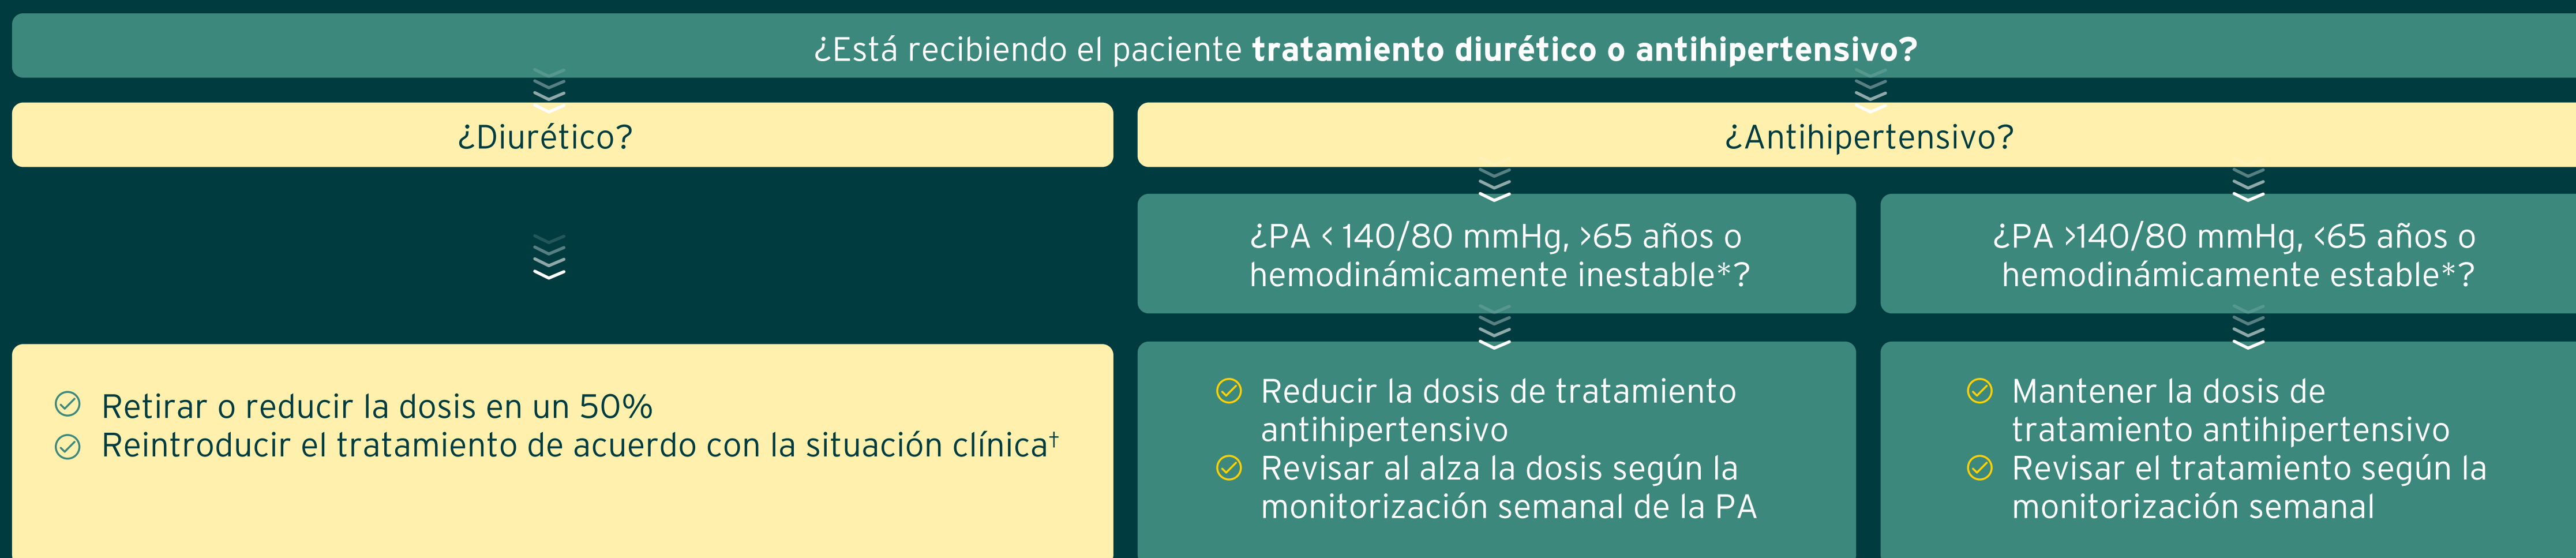 ¿Está recibiendo el paciente tratamiento diurético o antihipertensivo?
¿Diurético?
¿Antihipertensivo?
¿PA < 140/80 mmHg, >65 años o
hemodinámicamente inestable*?
¿PA >140/80 mmHg, <65 años o
hemodinámicamente estable*?
Retirar o reducir la dosis en un 50%
Reintroducir el tratamiento de acuerdo con la situación clínica†
Reducir la dosis de tratamiento
antihipertensivo
Revisar al alza la dosis según la
monitorización semanal de la PA
Mantener la dosis de
tratamiento antihipertensivo
Revisar el tratamiento según la
monitorización semanal